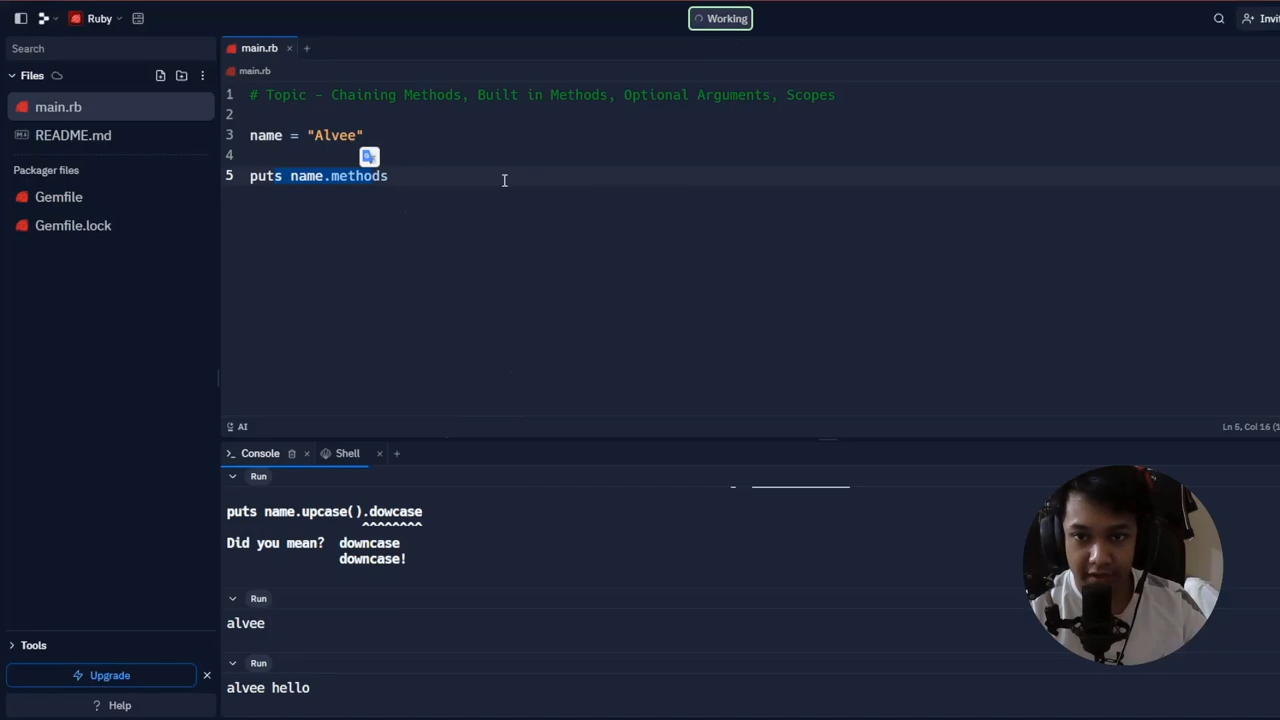 Ruby
Working
Invi
Search
main.rb
Files
main.rb
main.rb
README.md
Packager files
Gemfile
Gemfile.lock
1 # Topic - Chaining Methods, Built in Methods, Optional Arguments, Scopes
2
3 name = "Alvee"
4
5 puts name.methods
AI
Ln 5, Col 16 (1
Console
Shell
Run
puts name.upcase().dowcase
^^^^^^^^
Did you mean? downcase
downcase!
Run
alvee
Run
alvee hello
Tools
Upgrade
? Help